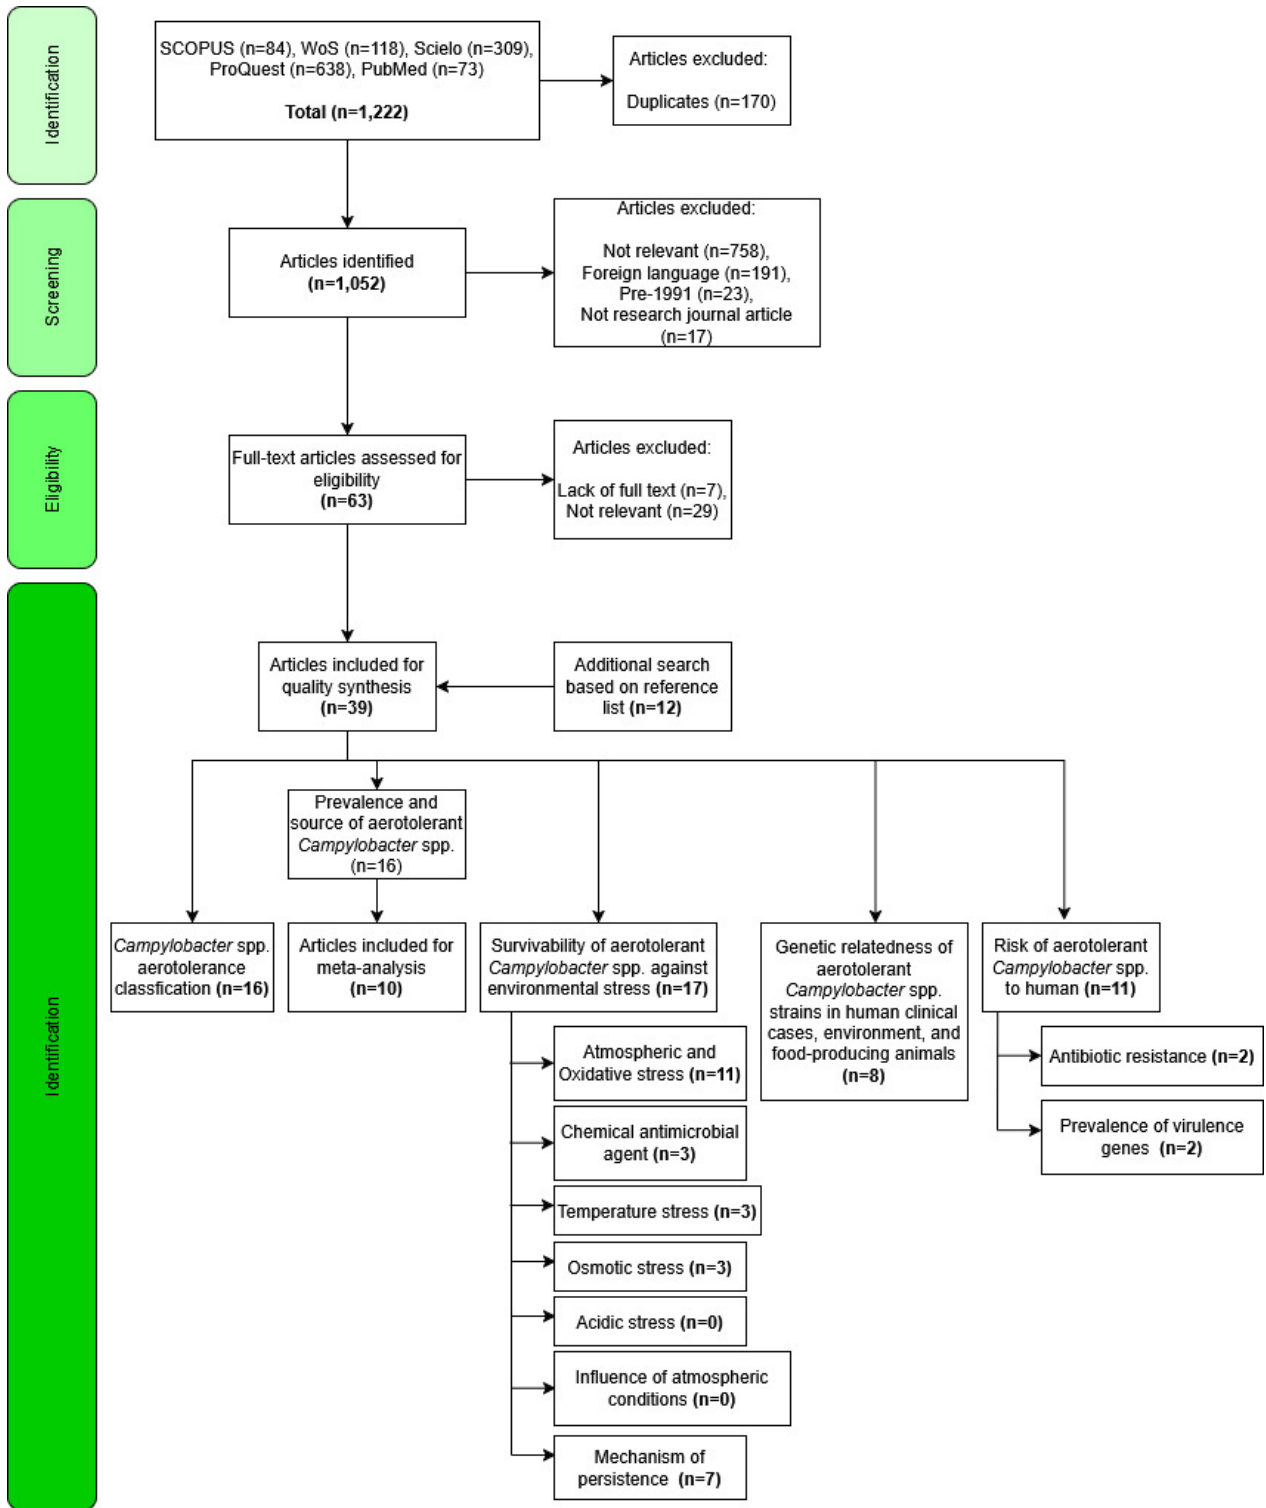 Identification
SCOPUS (n=84), WoS (n=118), Scielo (n=309),
ProQuest (n=638), PubMed (n=73)
Total (n=1,222)
Articles excluded:
Duplicates (n=170)
Screening
Articles identified
(n=1,052)
Articles excluded:
Not relevant (n=758),
Foreign language (n=191),
Pre-1991 (n=23),
Not research journal article
(n=17)
Eligibility
Full-text articles assessed for
eligibility
(n=63)
Articles excluded:
Lack of full text (n=7),
Not relevant (n=29)
Identification
Articles included for
quality synthesis
(n=39)
Additional search
based on reference
list (n=12)
Prevalence and
source of aerotolerant
Campylobacter spp.
(n=16)
Campylobacter spp.
aerotolerance
classfication (n=16)
Articles included for
meta-analysis
(n=10)
Survivability of aerotolerant
Campylobacter spp. against
environmental stress (n=17)
Genetic relatedness of
aerotolerant
Campylobacter spp.
strains in human clinical
cases, environment, and
food-producing animals
(n=8)
Risk of aerotolerant
Campylobacter spp.
to human (n=11)
Atmospheric and
Oxidative stress (n=11)
Chemical antimicrobial
agent (n=3)
Temperature stress (n=3)
Osmotic stress (n=3)
Acidic stress (n=0)
Influence of atmospheric
conditions (n=0)
Mechanism of
persistence (n=7)
Antibiotic resistance (n=2)
Prevalence of virulence
genes (n=2)